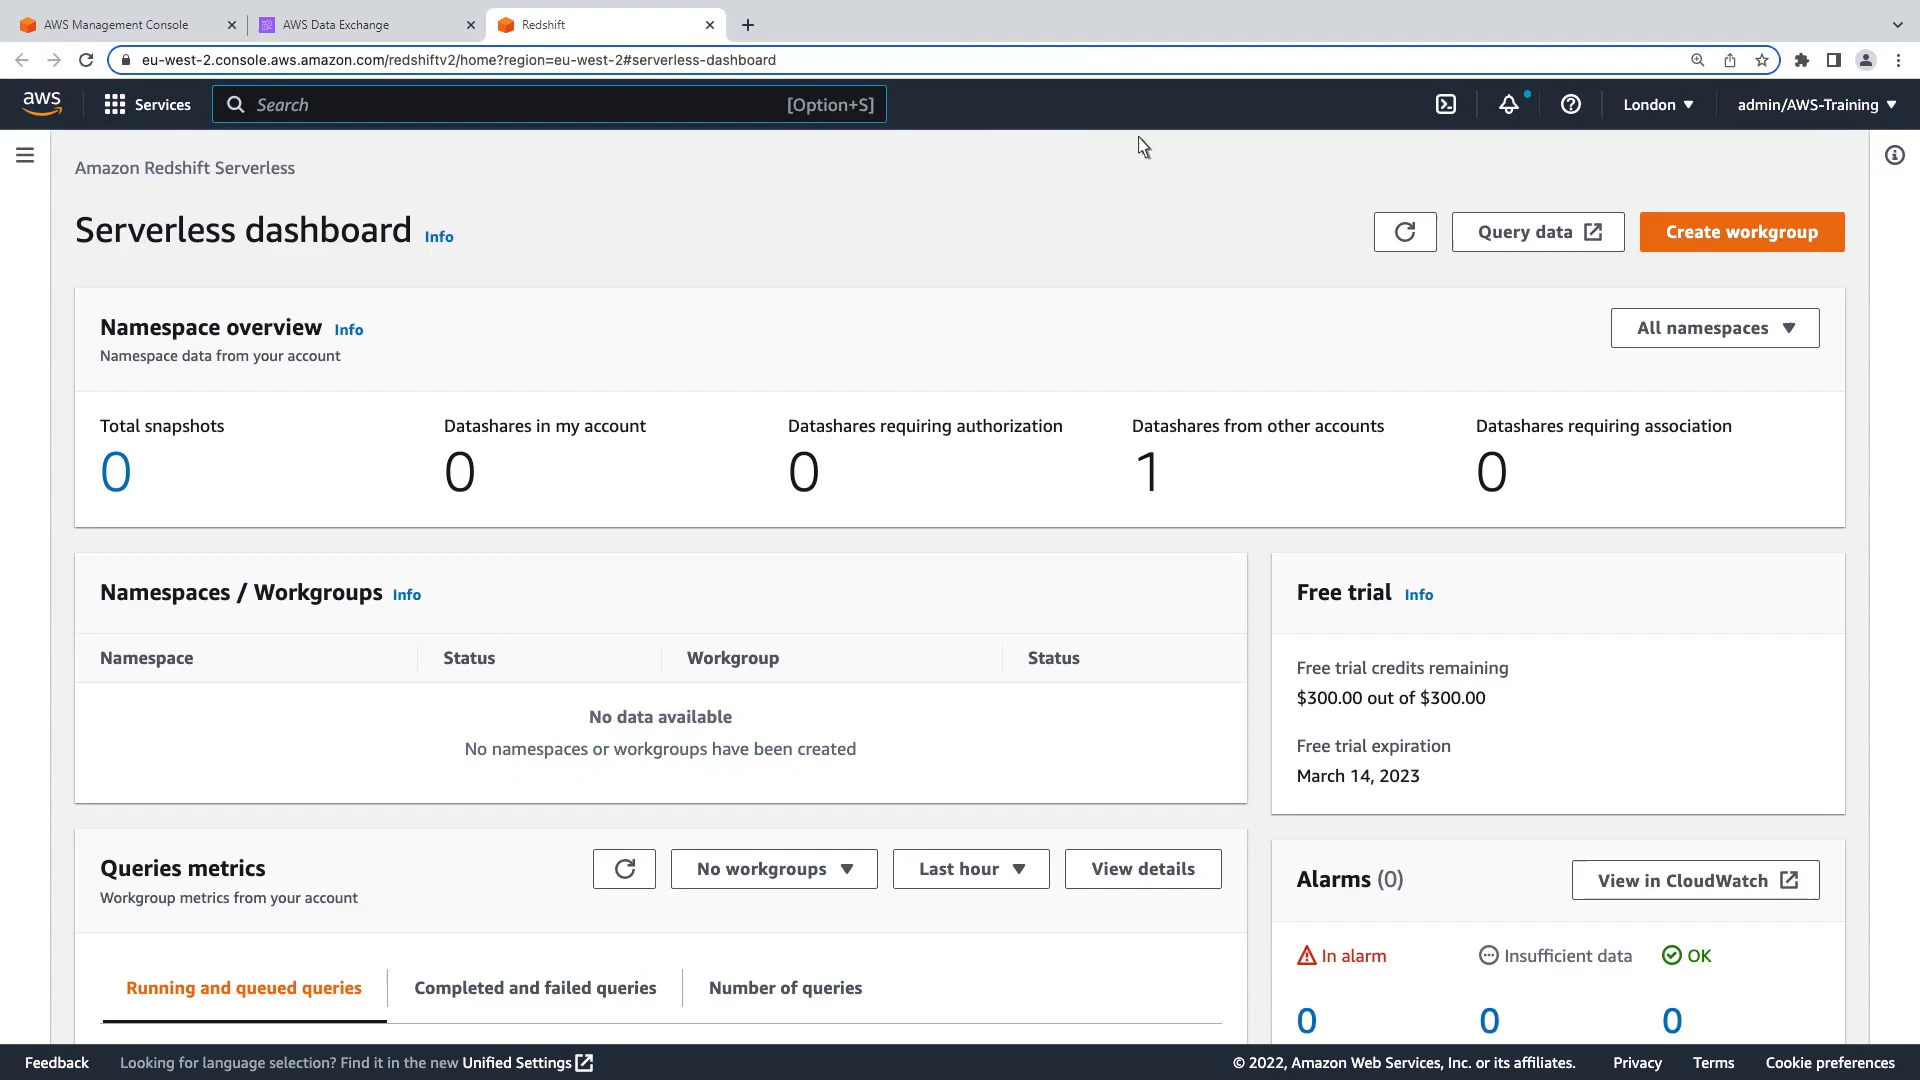 AWS Management Console
AWS Data Exchange
Redshift
eu-west-2.console.aws.amazon.com/redshiftv2/home?region=eu-west-2#serverless-dashboard
aws
Services
Search
[Option+S]
London
admin/AWS-Training
Amazon Redshift Serverless
Serverless dashboard Info
Query data
Create workgroup
Namespace overview Info
Namespace data from your account
All namespaces
Total snapshots
0
Datashares in my account
0
Datashares requiring authorization
0
Datashares from other accounts
1
Datashares requiring association
0
Namespaces / Workgroups Info
Namespace
Status
Workgroup
Status
No data available
No namespaces or workgroups have been created
Free trial Info
Free trial credits remaining
$300.00 out of $300.00
Free trial expiration
March 14, 2023
Queries metrics
Workgroup metrics from your account
No workgroups
Last hour
View details
Running and queued queries
Completed and failed queries
Number of queries
Alarms (0)
View in CloudWatch
In alarm
0
Insufficient data
0
OK
0
Feedback
Looking for language selection? Find it in the new Unified Settings
© 2022, Amazon Web Services, Inc. or its affiliates.
Privacy
Terms
Cookie preferences